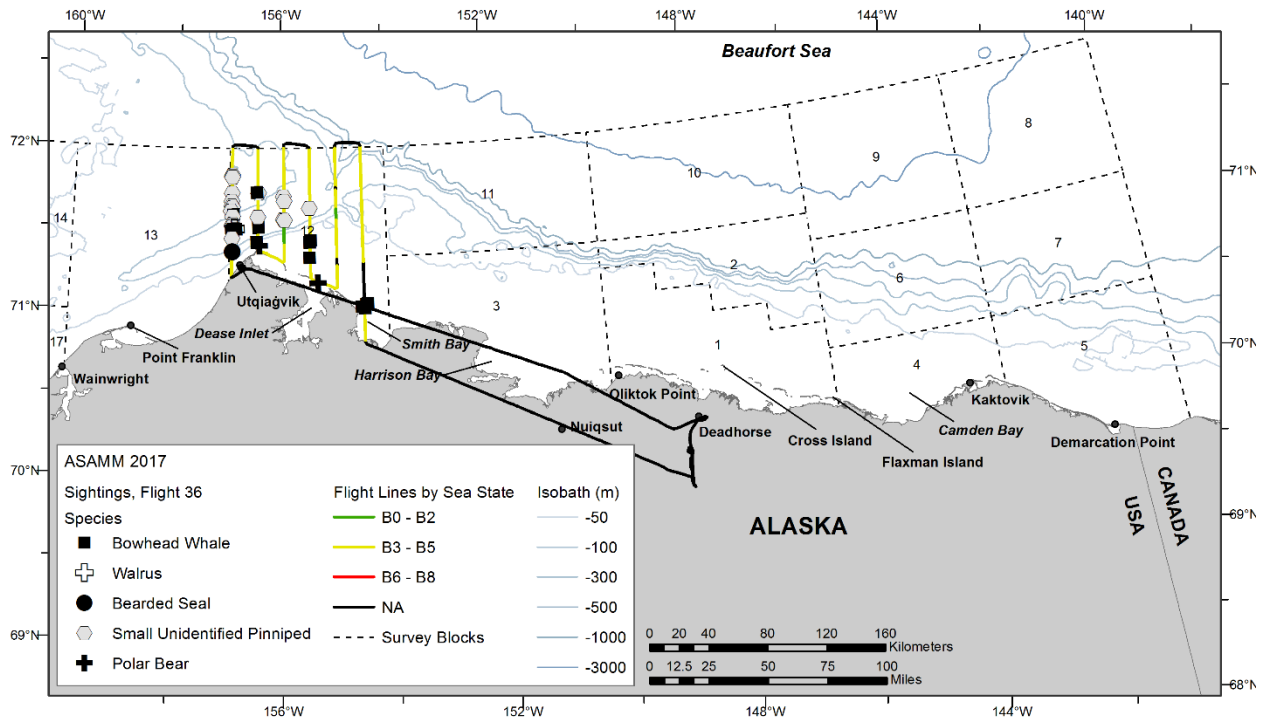 160°W
156°W
152°W
148°W
144°W
140°W
Beaufort Sea
72°N
71°N
8
9
10
11
14
13
12
7
2
6
71°N
3
Utqiaġvik
Dease Inlet
Smith Bay
1
5
70°N
17
Point Franklin
Harrison Bay
4
Wainwright
Oliktok Point
Kaktovik
Nuiqsut
Deadhorse
Cross Island
Camden Bay
Demarcation Point
Flaxman Island
70°N
CANADA
USA
69°N
ALASKA
ASAMM 2017
Sightings, Flight 36
Species
Bowhead Whale
Walrus
Bearded Seal
Small Unidentified Pinniped
Polar Bear
Flight Lines by Sea State
B0 - B2
B3 - B5
B6 - B8
NA
Survey Blocks
Isobath (m)
-50
-100
-300
-500
-1000
-3000
0 20 40 80 120 160
Kilometers
0 12.5 25 50 75 100
Miles
69°N
68°N
156°W
152°W
148°W
144°W